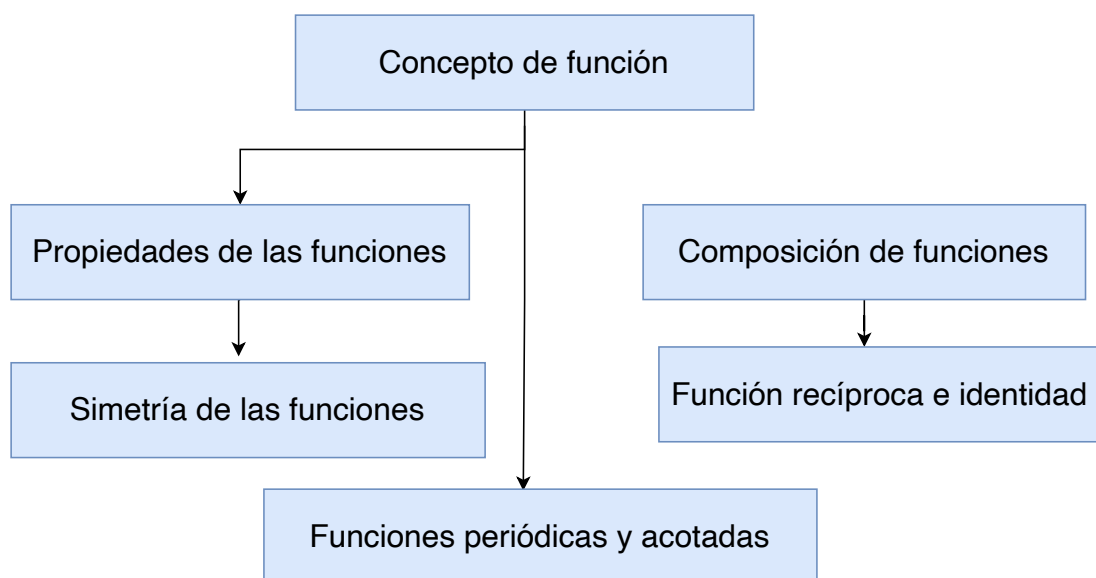 Concepto de función
Propiedades de las funciones
Composición de funciones
Simetría de las funciones
Función recíproca e identidad
Funciones periódicas y acotadas